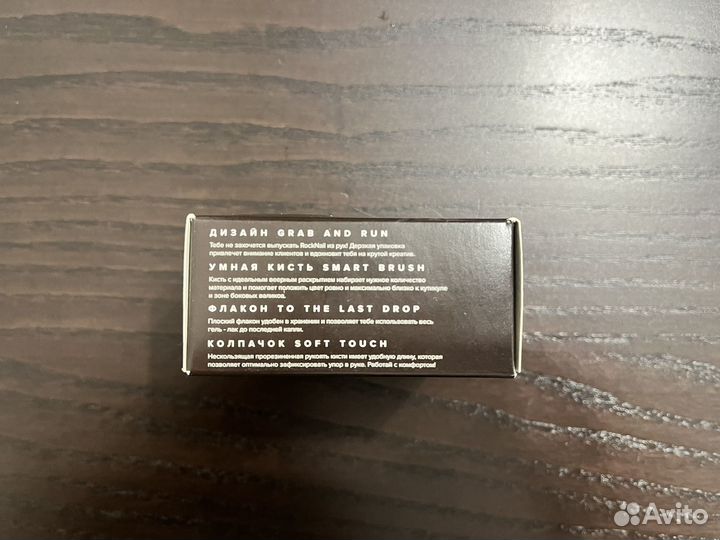 ДИЗАЙН GRAB AND RUN
Тебе не захочется выпускать RockNail из рук! Дерзкая упаковка
привлечет внимание клиентов и вдохновит тебя на крутой креатив.
УМНАЯ КИСТЬ SMART BRUSH
Кисть с идеальным веерным раскрытием набирает нужное количество
материала и помогает положить цвет ровно и максимально близко к кутикуле
и зоне боковых валиков.
ФЛАКОН TO THE LAST DROP
Плоский флакон удобен в хранении и позволяет тебе использовать весь
гель - лак до последней капли.
КОЛПАЧОК SOFT TOUCH
Нескользящая прорезиненная рукоять кисти имеет удобную длину, которая
позволяет оптимально зафиксировать упор в руке. Работай с комфортом!
Avito